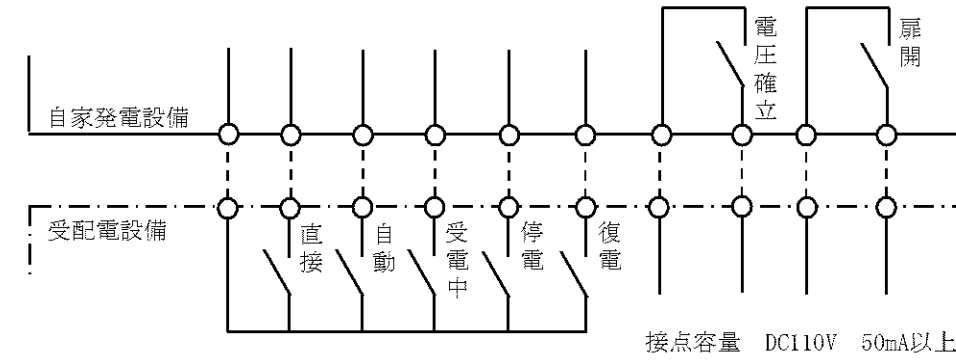 電圧確立
扉開
自家発電設備
受配電設備
直接
自動
受電中
停電
復電
接点容量　DC110V　50mA以上